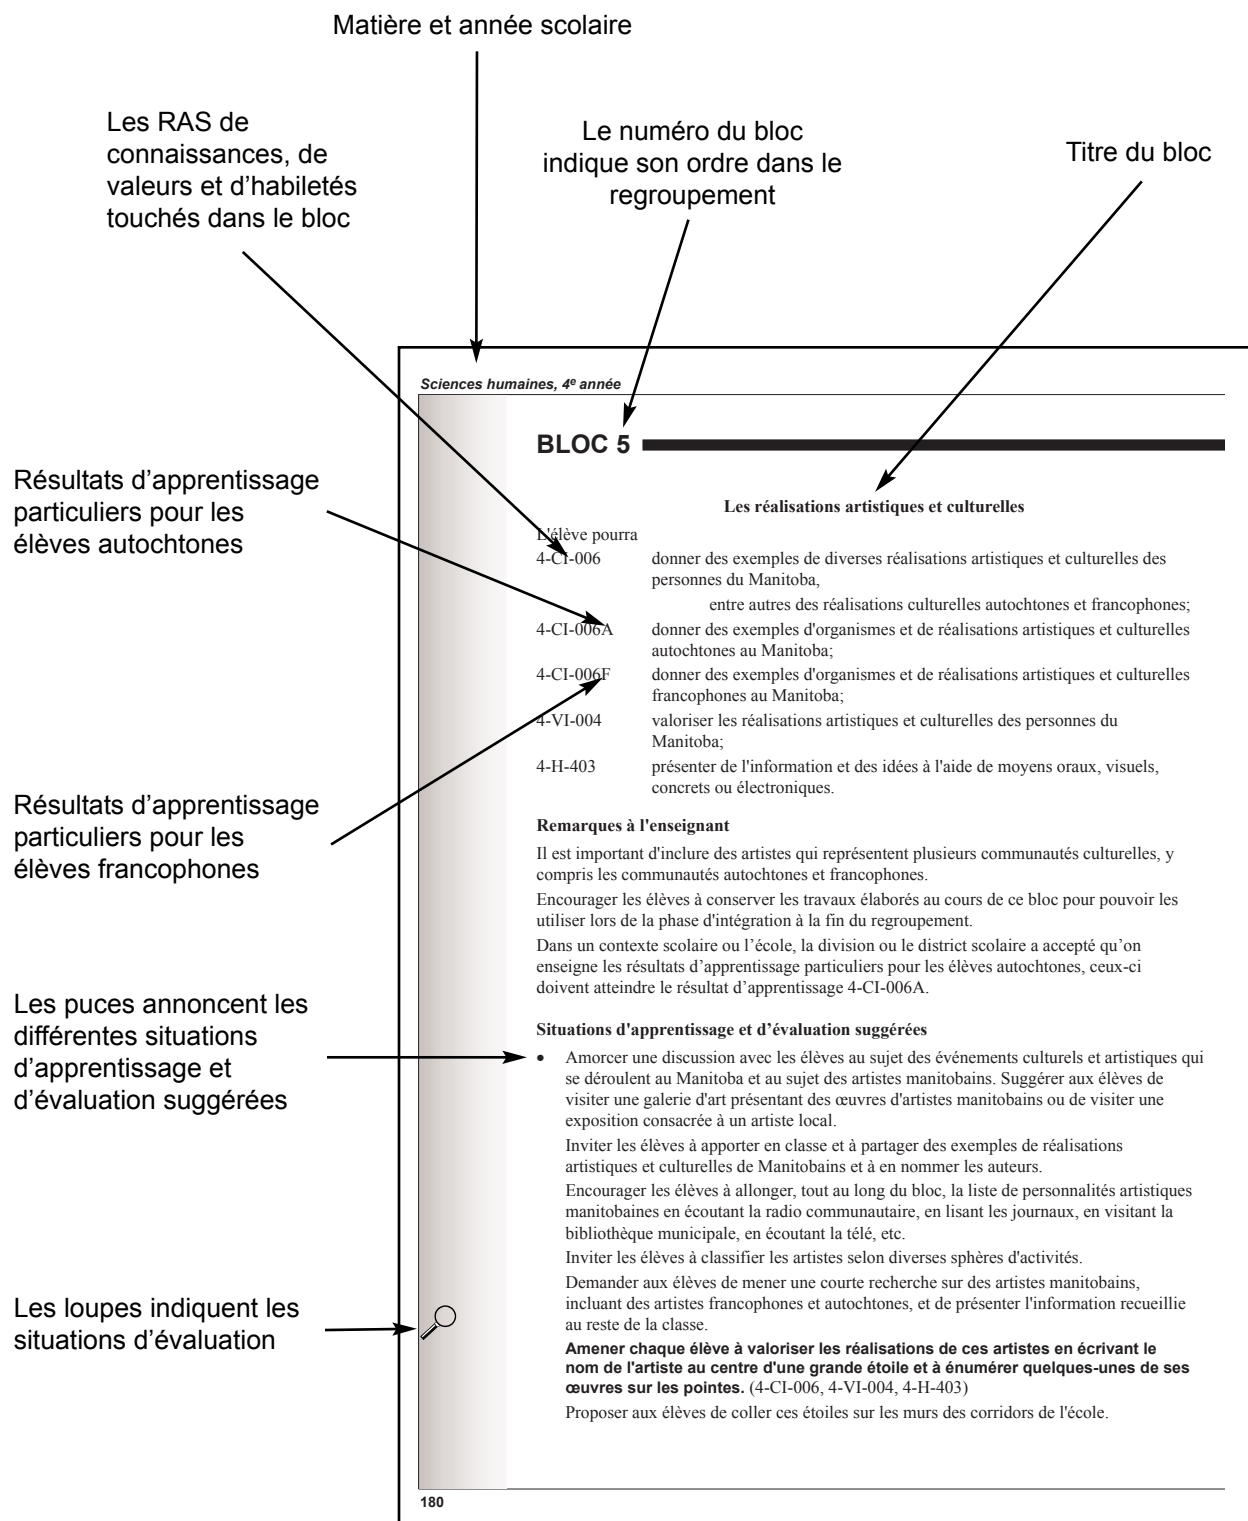 Matière et année scolaire
Les RAS de
connaissances, de
valeurs et d'habiletés
touchés dans le bloc
Le numéro du bloc
indique son ordre dans le
regroupement
Titre du bloc
Sciences humaines, 4e année
BLOC 5
Résultats d'apprentissage
particuliers pour les
élèves autochtones
Les réalisations artistiques et culturelles
L'élève pourra
4-CI-006 donner des exemples de diverses réalisations artistiques et culturelles des
personnes du Manitoba,
entre autres des réalisations culturelles autochtones et francophones;
4-CI-006A donner des exemples d'organismes et de réalisations artistiques et culturelles
autochtones au Manitoba;
4-CI-006F donner des exemples d'organismes et de réalisations artistiques et culturelles
francophones au Manitoba;
4-VI-004 valoriser les réalisations artistiques et culturelles des personnes du
Manitoba;
4-H-403 présenter de l'information et des idées à l'aide de moyens oraux, visuels,
concrets ou électroniques.
Résultats d'apprentissage
particuliers pour les
élèves francophones
Remarques à l'enseignant
Il est important d'inclure des artistes qui représentent plusieurs communautés culturelles, y
compris les communautés autochtones et francophones.
Encourager les élèves à conserver les travaux élaborés au cours de ce bloc pour pouvoir les
utiliser lors de la phase d'intégration à la fin du regroupement.
Dans un contexte scolaire ou l'école, la division ou le district scolaire a accepté qu'on
enseigne les résultats d'apprentissage particuliers pour les élèves autochtones, ceux-ci
doivent atteindre le résultat d'apprentissage 4-CI-006A.
Les puces annoncent les
différentes situations
d'apprentissage et
d'évaluation suggérées
Situations d'apprentissage et d'évaluation suggérées
• Amorcer une discussion avec les élèves au sujet des événements culturels et artistiques qui
se déroulent au Manitoba et au sujet des artistes manitobains. Suggérer aux élèves de
visiter une galerie d'art présentant des œuvres d'artistes manitobains ou de visiter une
exposition consacrée à un artiste local.
Inviter les élèves à apporter en classe et à partager des exemples de réalisations
artistiques et culturelles de Manitobains et à en nommer les auteurs.
Encourager les élèves à allonger, tout au long du bloc, la liste de personnalités artistiques
manitobaines en écoutant la radio communautaire, en lisant les journaux, en visitant la
bibliothèque municipale, en écoutant la télé, etc.
Inviter les élèves à classifier les artistes selon diverses sphères d'activités.
Demander aux élèves de mener une courte recherche sur des artistes manitobains,
incluant des artistes francophones et autochtones, et de présenter l'information recueillie
au reste de la classe.
Les loupes indiquent les
situations d'évaluation
Amener chaque élève à valoriser les réalisations de ces artistes en écrivant le
nom de l'artiste au centre d'une grande étoile et à énumérer quelques-unes de ses
œuvres sur les pointes. (4-CI-006, 4-VI-004, 4-H-403)
Proposer aux élèves de coller ces étoiles sur les murs des corridors de l'école.
180